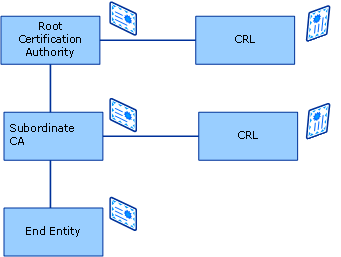 Root
Certification
Authority
CRL
Subordinate
CA
CRL
End Entity